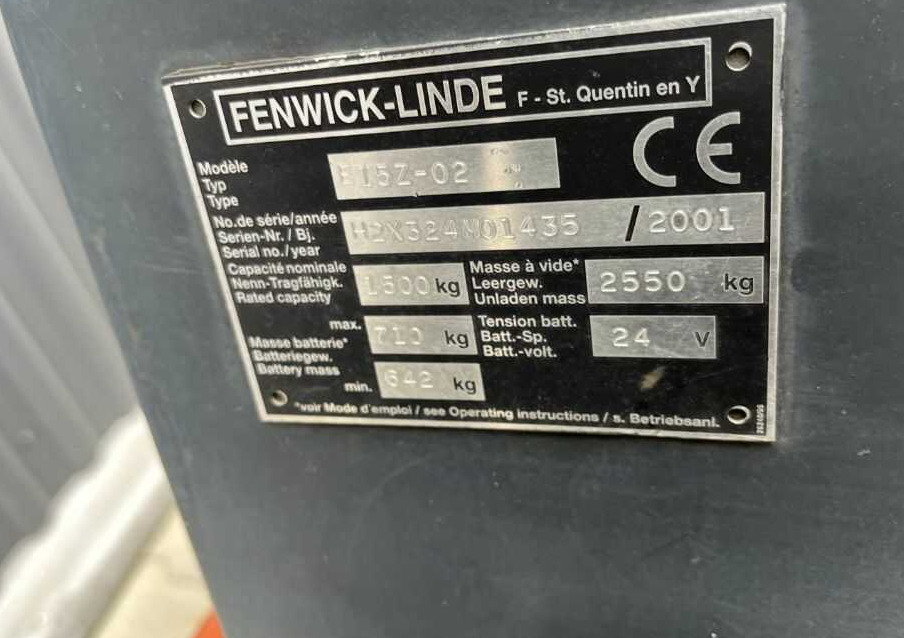 FENWICK-LINDE F - St. Quentin en Y
CE
Modèle
Typ
Type
E15Z-02
No.de série/année
Serien-Nr. / Bj.
Serial no./year
H2X324M01435 / 2001
Capacité nominale
Nenn-Tragfähigk.
Rated capacity
1500 kg
Masse à vide*
Leergew.
Unladen mass
2550 kg
max. 710 kg
Masse batterie*
Batteriegew.
Battery mass
min. 642 kg
Tension batt.
Batt.-Sp.
Batt.-volt.
24 V
*voir Mode d'emploi / see Operating instructions / s. Betriebsanl.